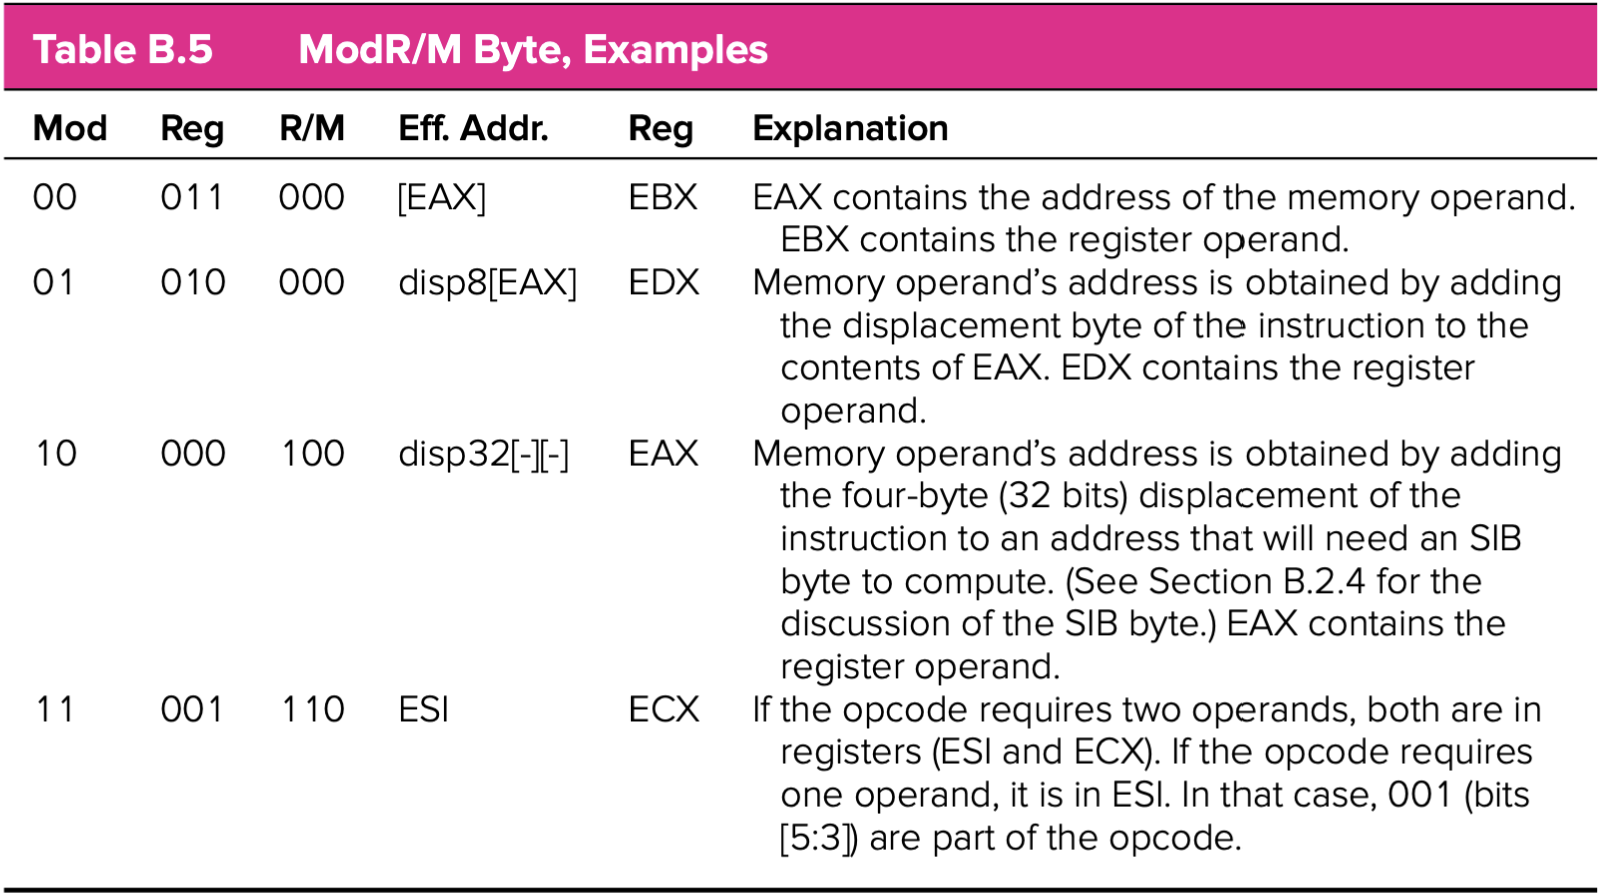 Table B.5 ModR/M Byte, Examples
Mod Reg R/M Eff. Addr. Reg Explanation
00 011 000 [EAX] EBX EAX contains the address of the memory operand.
EBX contains the register operand.
01 010 000 disp8[EAX] EDX Memory operand’s address is obtained by adding
the displacement byte of the instruction to the
contents of EAX. EDX contains the register
operand.
10 000 100 disp32[-][-] EAX Memory operand’s address is obtained by adding
the four-byte (32 bits) displacement of the
instruction to an address that will need an SIB
byte to compute. (See Section B.2.4 for the
discussion of the SIB byte.) EAX contains the
register operand.
11 001 110 ESI ECX If the opcode requires two operands, both are in
registers (ESI and ECX). If the opcode requires
one operand, it is in ESI. In that case, 001 (bits
[5:3]) are part of the opcode.